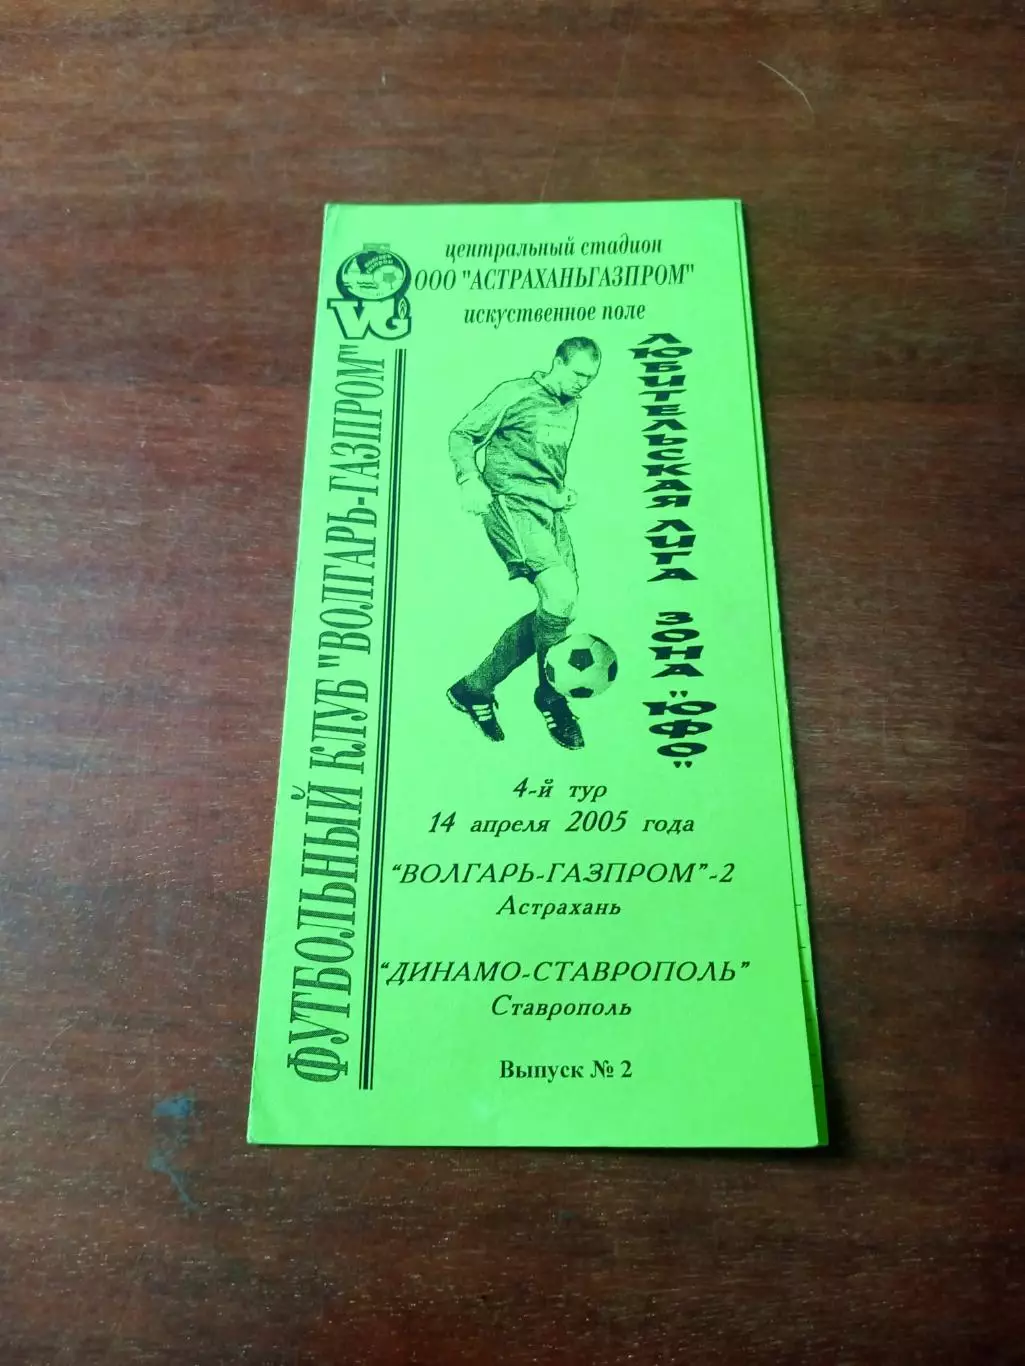 центральный стадион
ООО "АСТРАХАНЬГАЗПРОМ"
искуственное поле
VG
ФУТБОЛЬНЫЙ КЛУБ "ВОЛГАРЬ-ГАЗПРОМ"
ЛЮБИТЕЛЬСКАЯ ЛИГА ЗОНА "ЮФО"
4-й тур
14 апреля 2005 года
"ВОЛГАРЬ-ГАЗПРОМ"-2
Астрахань
"ДИНАМО-СТАВРОПОЛЬ"
Ставрополь
Выпуск № 2